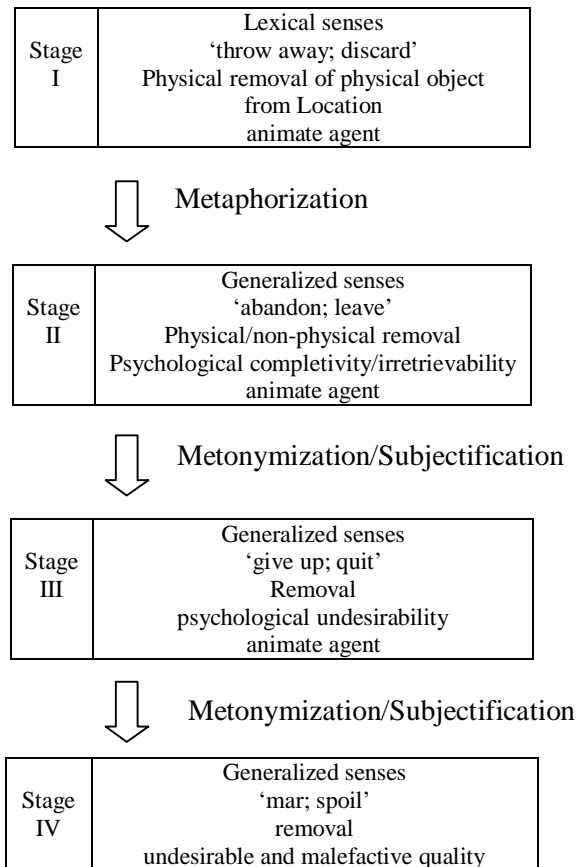 Lexical senses
Stage ‘throw away; discard’
I Physical removal of physical object
from Location
animate agent
Metaphorization
Generalized senses
Stage ‘abandon; leave’
II Physical/non-physical removal
Psychological completivity/irretrievability
animate agent
Metonymization/Subjectification
Generalized senses
Stage ‘give up; quit’
III Removal
psychological undesirability
animate agent
Metonymization/Subjectification
Generalized senses
Stage ‘mar; spoil’
IV removal
undesirable and malefactive quality